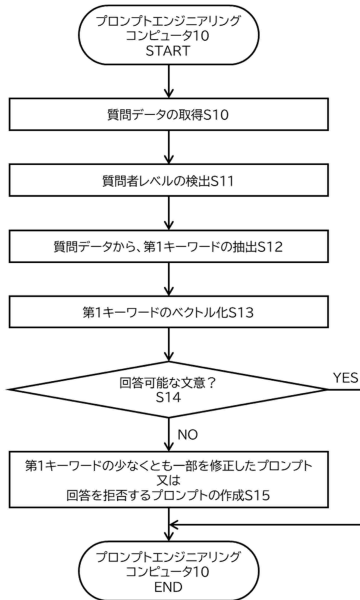 プロンプトエンジニアリング
コンピュータ10
START
質問データの取得S10
質問者レベルの検出S11
質問データから、第1キーワードの抽出S12
第1キーワードのベクトル化S13
回答可能な文意？
S14
YES
NO
第1キーワードの少なくとも一部を修正したプロンプト
又は
回答を拒否するプロンプトの作成S15
プロンプトエンジニアリング
コンピュータ10
END